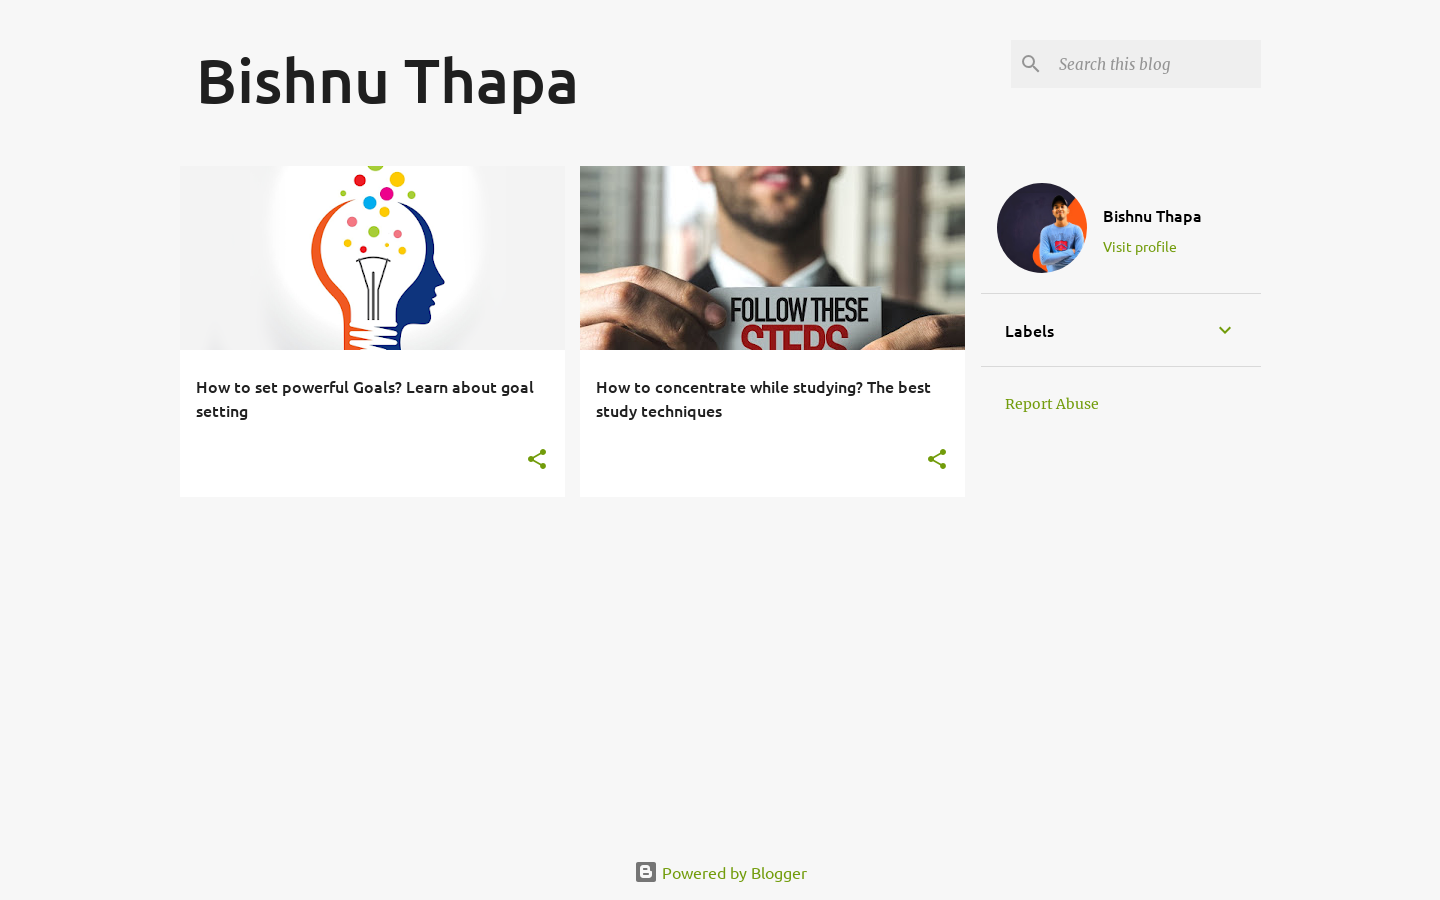 Bishnu Thapa
Search this blog
FOLLOW THESE
STEPS
How to set powerful Goals? Learn about goal
setting
How to concentrate while studying? The best
study techniques
Bishnu Thapa
Visit profile
Labels
Report Abuse
Powered by Blogger